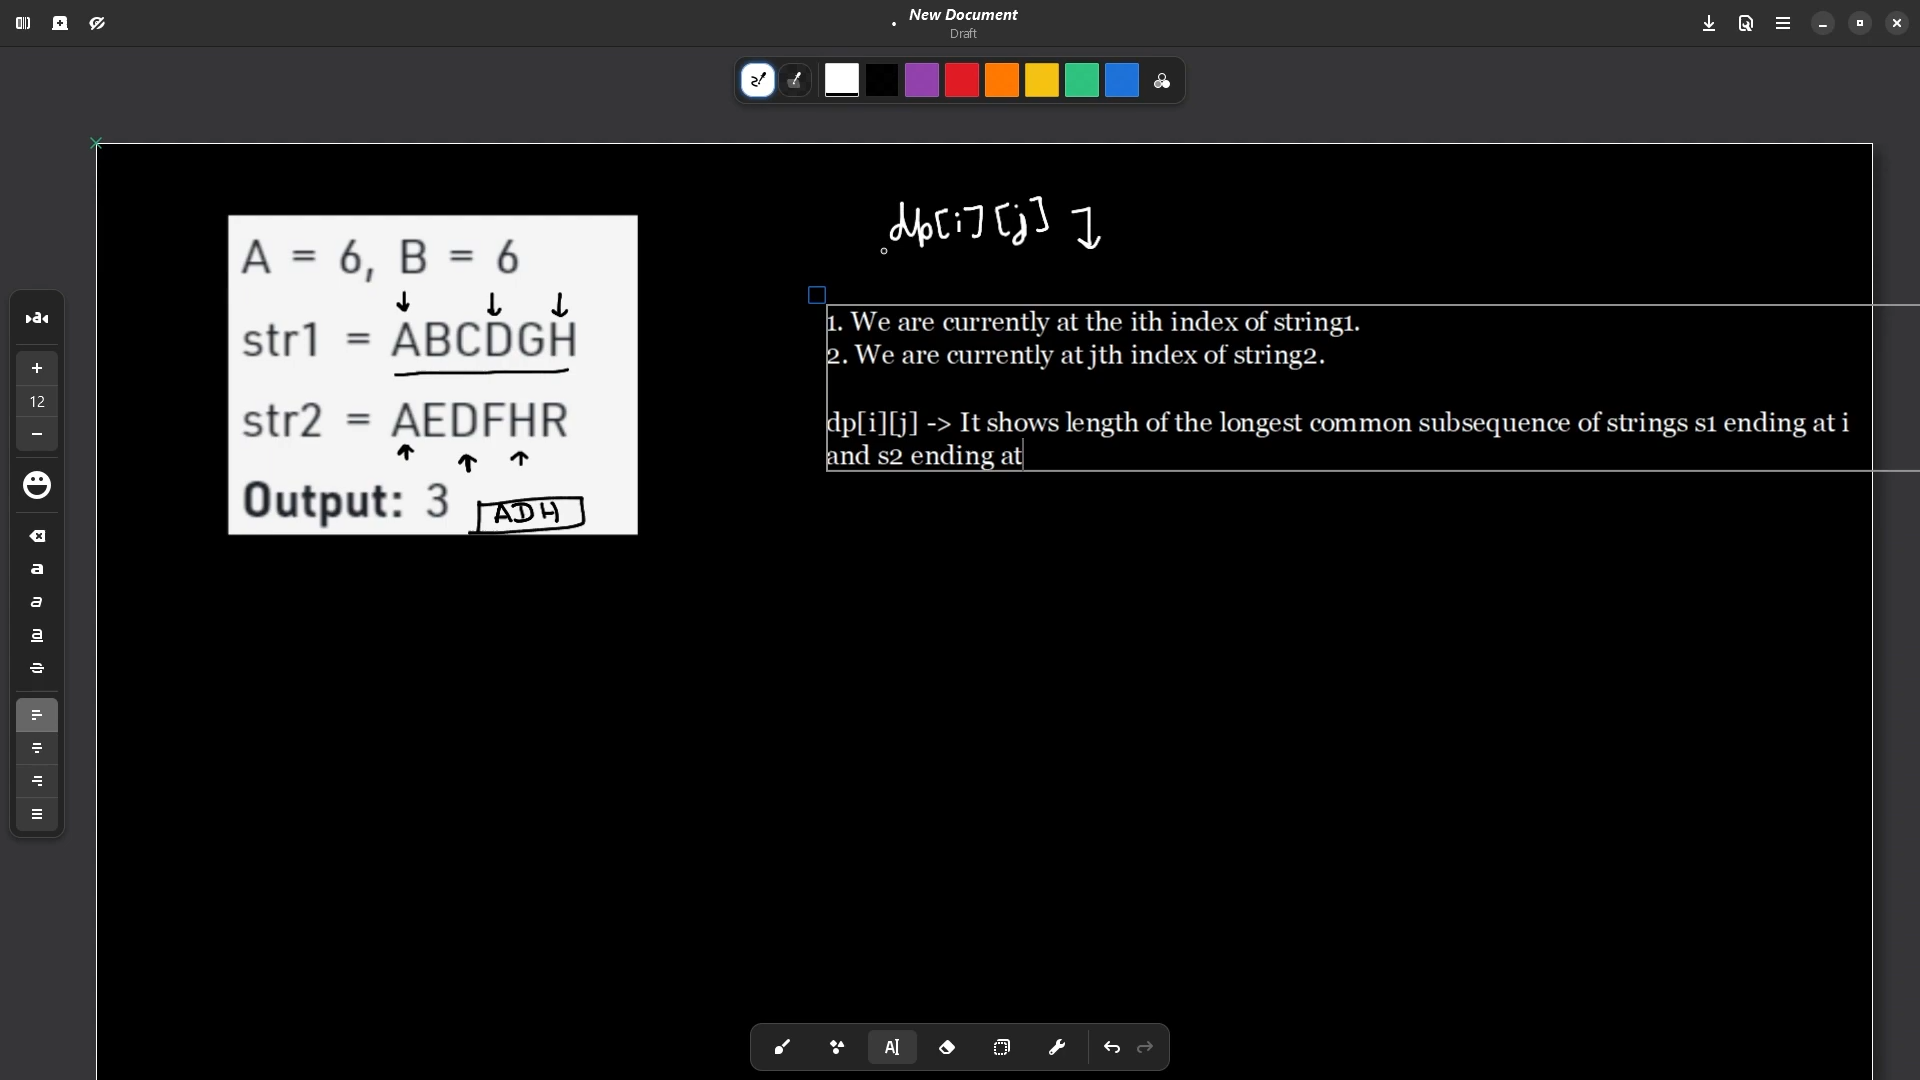 New Document
Draft
A = 6, B = 6
str1 = ABCDGH
str2 = AEDFHR
Output: 3
ADH
dp[i][j]
1. We are currently at the ith index of string1.
2. We are currently at jth index of string2.
dp[i][j] -> It shows length of the longest common subsequence of strings s1 ending at i
and s2 ending at
a
12
a
a
a
a
AI